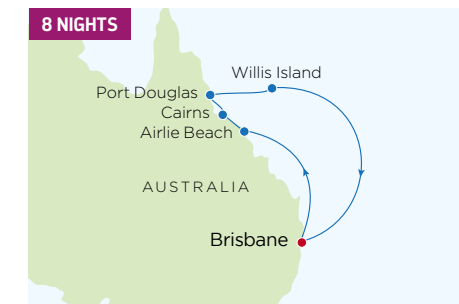 8 NIGHTS
Willis Island
Port Douglas
Cairns
Airlie Beach
AUSTRALIA
Brisbane